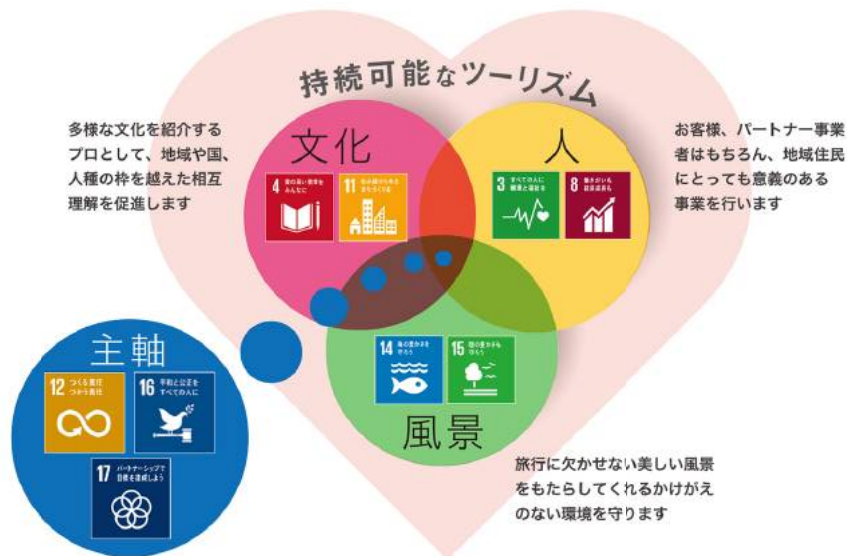 持続可能なツーリズム
多様な文化を紹介する
プロとして、地域や国、
人種の枠を越えた相互
理解を促進します
文化
4 質の高い教育を
みんなに
11 住み続けられる
まちづくりを
人
3 すべての人に
健康と福祉を
8 働きがいも
経済成長も
お客様、パートナー事業
者はもちろん、地域住民
にとっても意義のある
事業を行います
主軸
12 つくる責任
つかう責任
16 平和と公正を
すべての人に
17 パートナーシップで
目標を達成しよう
14 海の豊かさを
守ろう
15 陸の豊かさも
守ろう
風景
旅行に欠かせない美しい風景
をもたらしてくれるかけがえ
のない環境を守ります